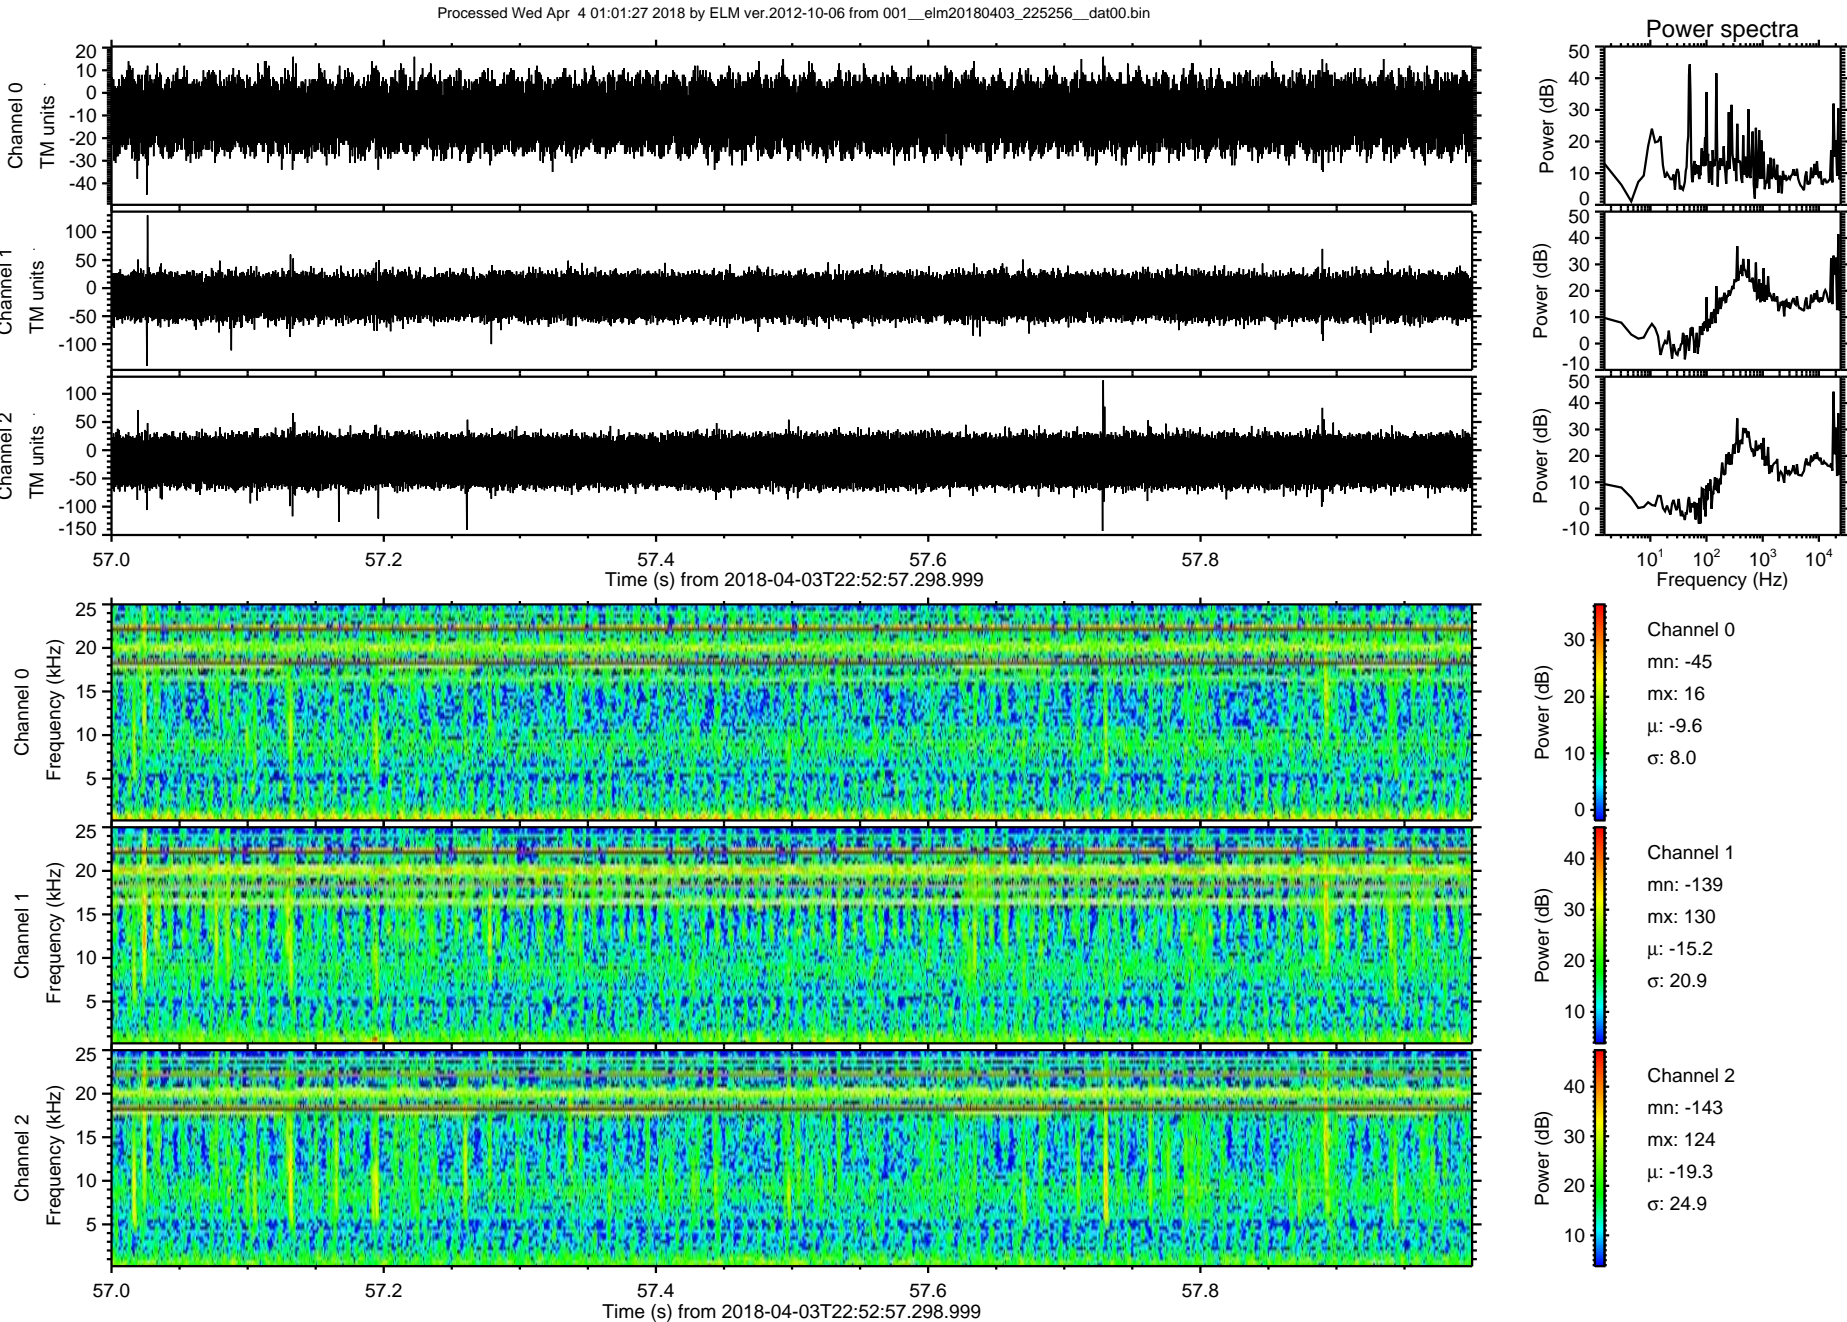 Processed Wed Apr  4 01:01:27 2018 by ELM ver.2012-10-06 from 001__elm20180403_225256__dat00.bin
Power spectra
Channel 0
TM units
20
10
0
-10
-20
-30
-40
Power (dB)
50
40
30
20
10
0
Channel 1
TM units
100
50
0
-50
-100
Power (dB)
50
40
30
20
10
0
-10
Channel 2
TM units
100
50
0
-50
-100
-150
Power (dB)
50
40
30
20
10
0
-10
57.0 57.2 57.4 57.6 57.8
Time (s) from 2018-04-03T22:52:57.298.999
10^1 10^2 10^3 10^4
Frequency (Hz)
Channel 0
Frequency (kHz)
25
20
15
10
5
Power (dB)
30
20
10
0
Channel 0
mn: -45
mx: 16
μ: -9.6
σ: 8.0
Channel 1
Frequency (kHz)
25
20
15
10
5
Power (dB)
40
30
20
10
Channel 1
mn: -139
mx: 130
μ: -15.2
σ: 20.9
Channel 2
Frequency (kHz)
25
20
15
10
5
Power (dB)
40
30
20
10
Channel 2
mn: -143
mx: 124
μ: -19.3
σ: 24.9
57.0 57.2 57.4 57.6 57.8
Time (s) from 2018-04-03T22:52:57.298.999